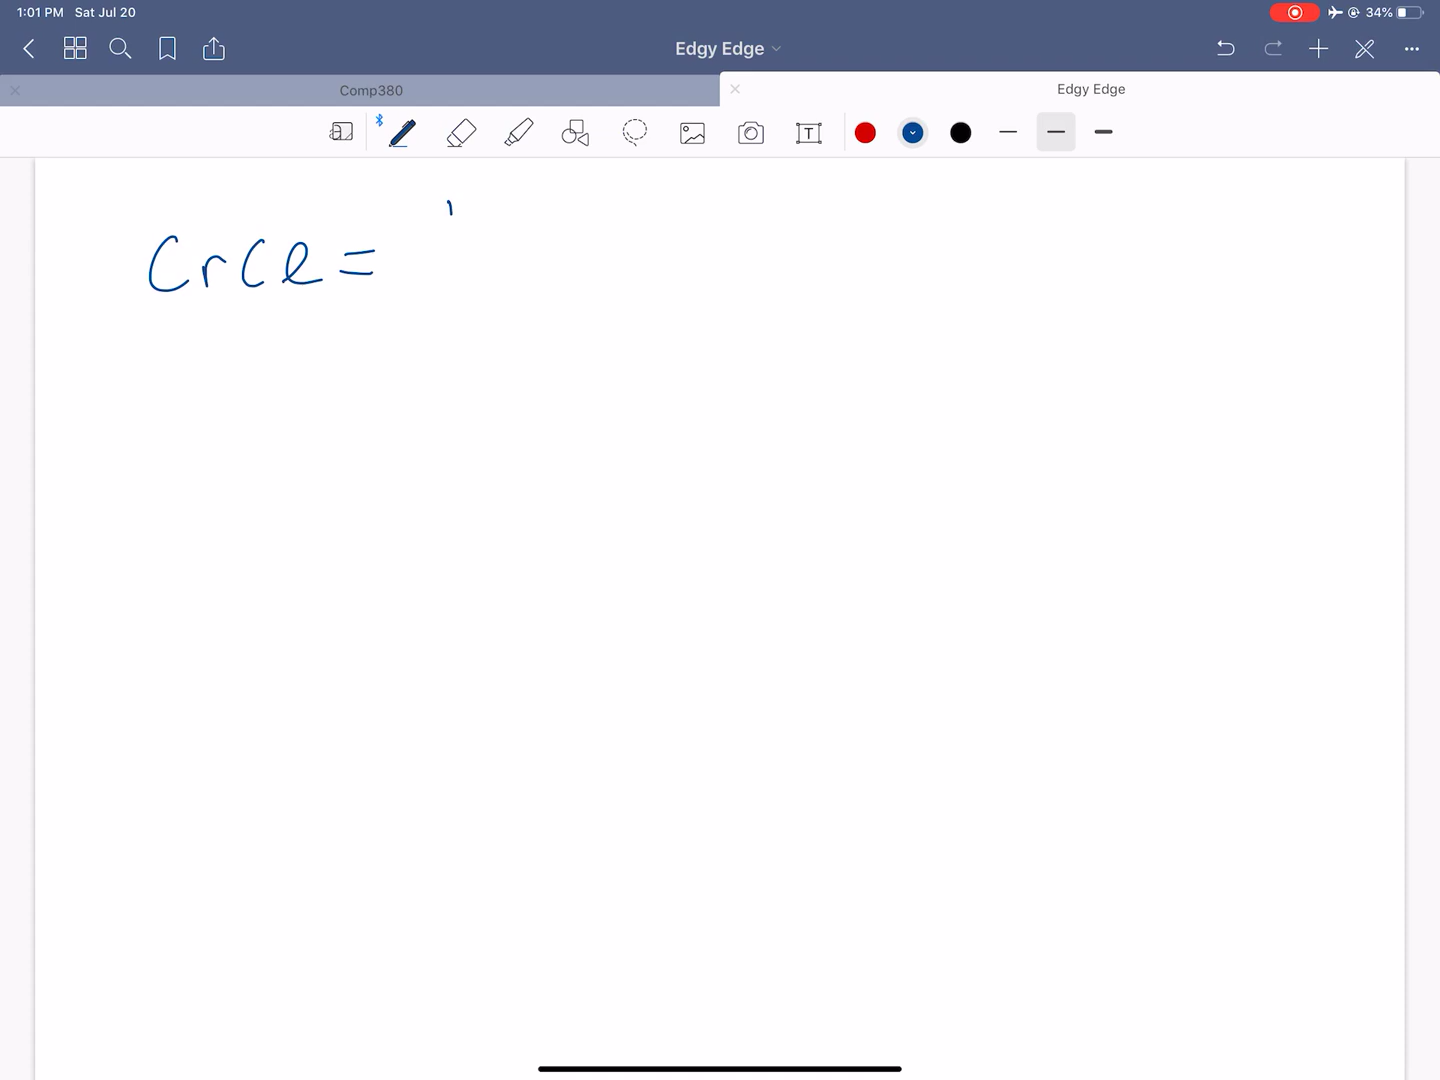 1:01 PM Sat Jul 20 34%
Edgy Edge
Comp380 Edgy Edge
T
CrCl =